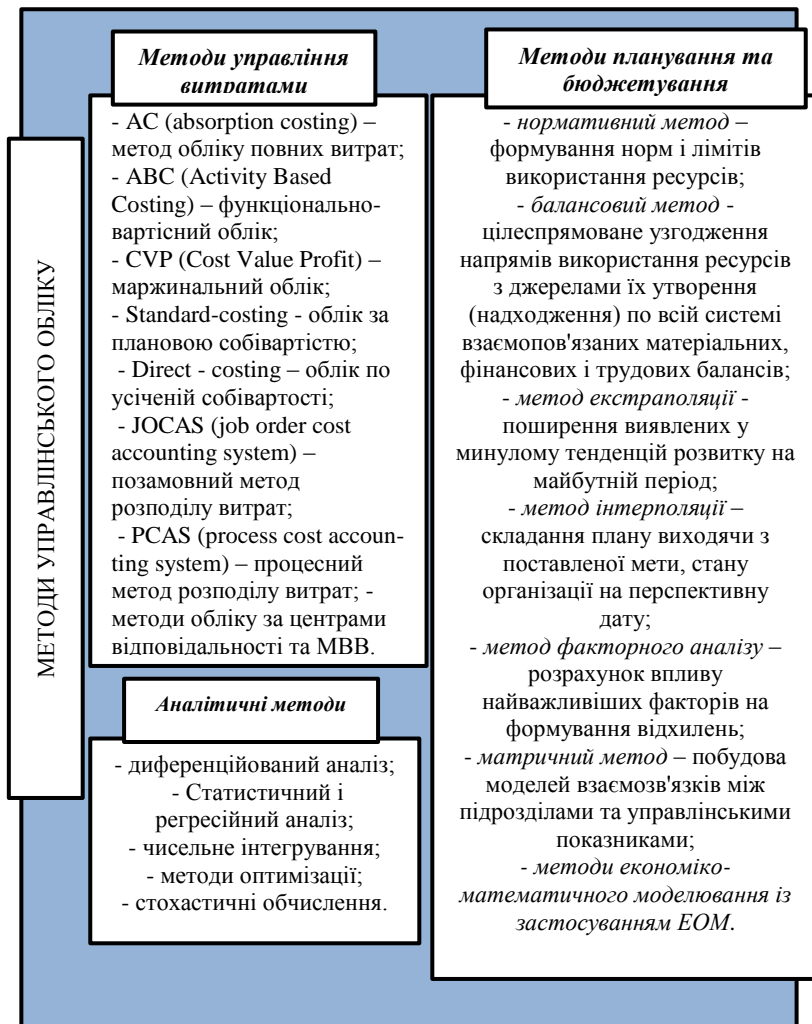 МЕТОДИ УПРАВЛІНСЬКОГО ОБЛІКУ
Методи управління
витратами
- AC (absorption costing) –
метод обліку повних витрат;
- ABC (Activity Based
Costing) – функціонально-
вартісний облік;
- CVP (Cost Value Profit) –
маржинальний облік;
- Standard-costing - облік за
плановою собівартістю;
- Direct - costing – облік по
усіченій собівартості;
- JOCAS (job order cost
accounting system) –
позамовний метод
розподілу витрат;
- PCAS (process cost accoun-
ting system) – процесний
метод розподілу витрат; -
методи обліку за центрами
відповідальності та МВВ.
Аналітичні методи
- диференційований аналіз;
- Статистичний і
регресійний аналіз;
- чисельне інтегрування;
- методи оптимізації;
- стохастичні обчислення.
Методи планування та
бюджетування
- нормативний метод –
формування норм і лімітів
використання ресурсів;
- балансовий метод -
цілеспрямоване узгодження
напрямів використання ресурсів
з джерелами їх утворення
(надходження) по всій системі
взаємопов'язаних матеріальних,
фінансових і трудових балансів;
- метод екстраполяції -
поширення виявлених у
минулому тенденцій розвитку на
майбутній період;
- метод інтерполяції –
складання плану виходячи з
поставленої мети, стану
організації на перспективну
дату;
- метод факторного аналізу –
розрахунок впливу
найважливіших факторів на
формування відхилень;
- матричний метод – побудова
моделей взаємозв'язків між
підрозділами та управлінськими
показниками;
- методи економіко-
математичного моделювання із
застосуванням ЕОМ.